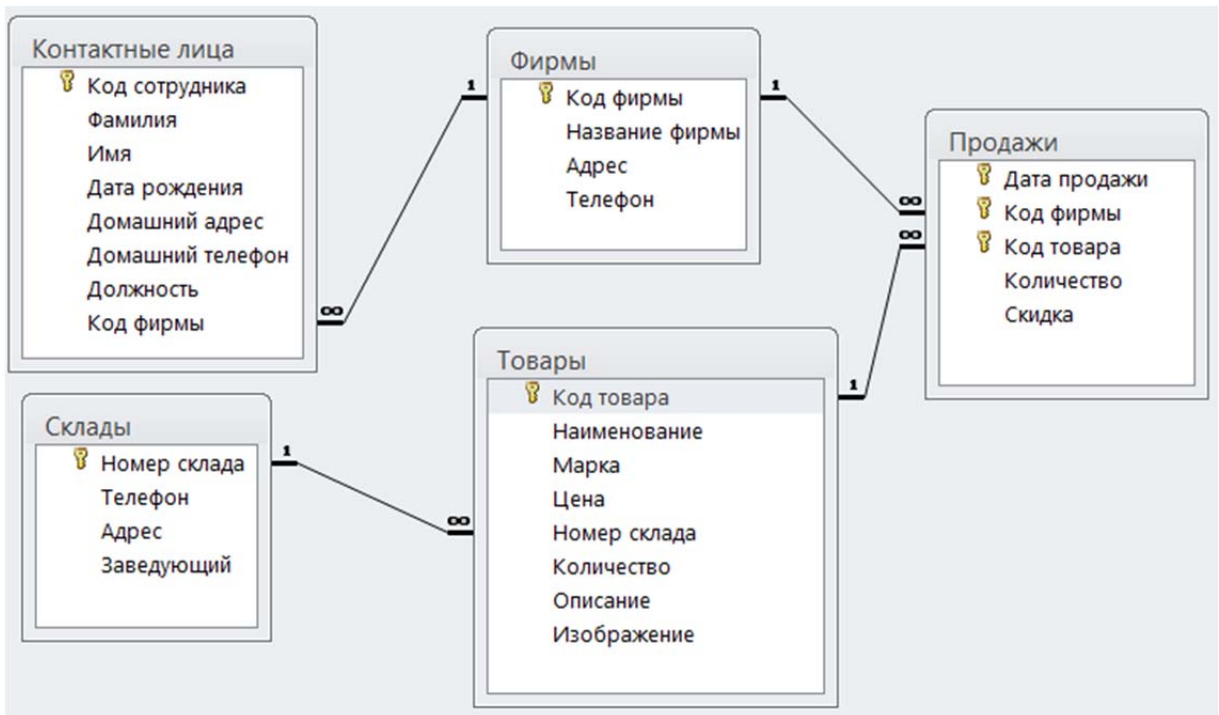 Контактные лица
Код сотрудника
Фамилия
Имя
Дата рождения
Домашний адрес
Домашний телефон
Должность
Код фирмы
1
∞
Фирмы
Код фирмы
Название фирмы
Адрес
Телефон
1
∞
Продажи
Дата продажи
Код фирмы
Код товара
Количество
Скидка
∞
1
Склады
Номер склада
Телефон
Адрес
Заведующий
1
∞
Товары
Код товара
Наименование
Марка
Цена
Номер склада
Количество
Описание
Изображение